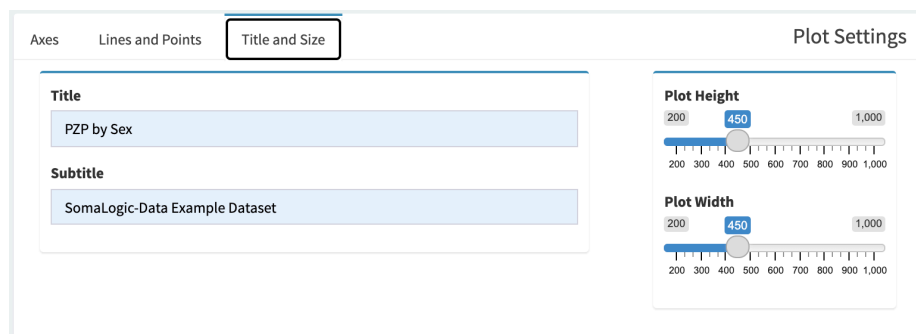 Axes
Lines and Points
Title and Size
Plot Settings
Title
PZP by Sex
Subtitle
SomaLogic-Data Example Dataset
Plot Height
200 450 1,000
200 300 400 500 600 700 800 900 1,000
Plot Width
200 450 1,000
200 300 400 500 600 700 800 900 1,000